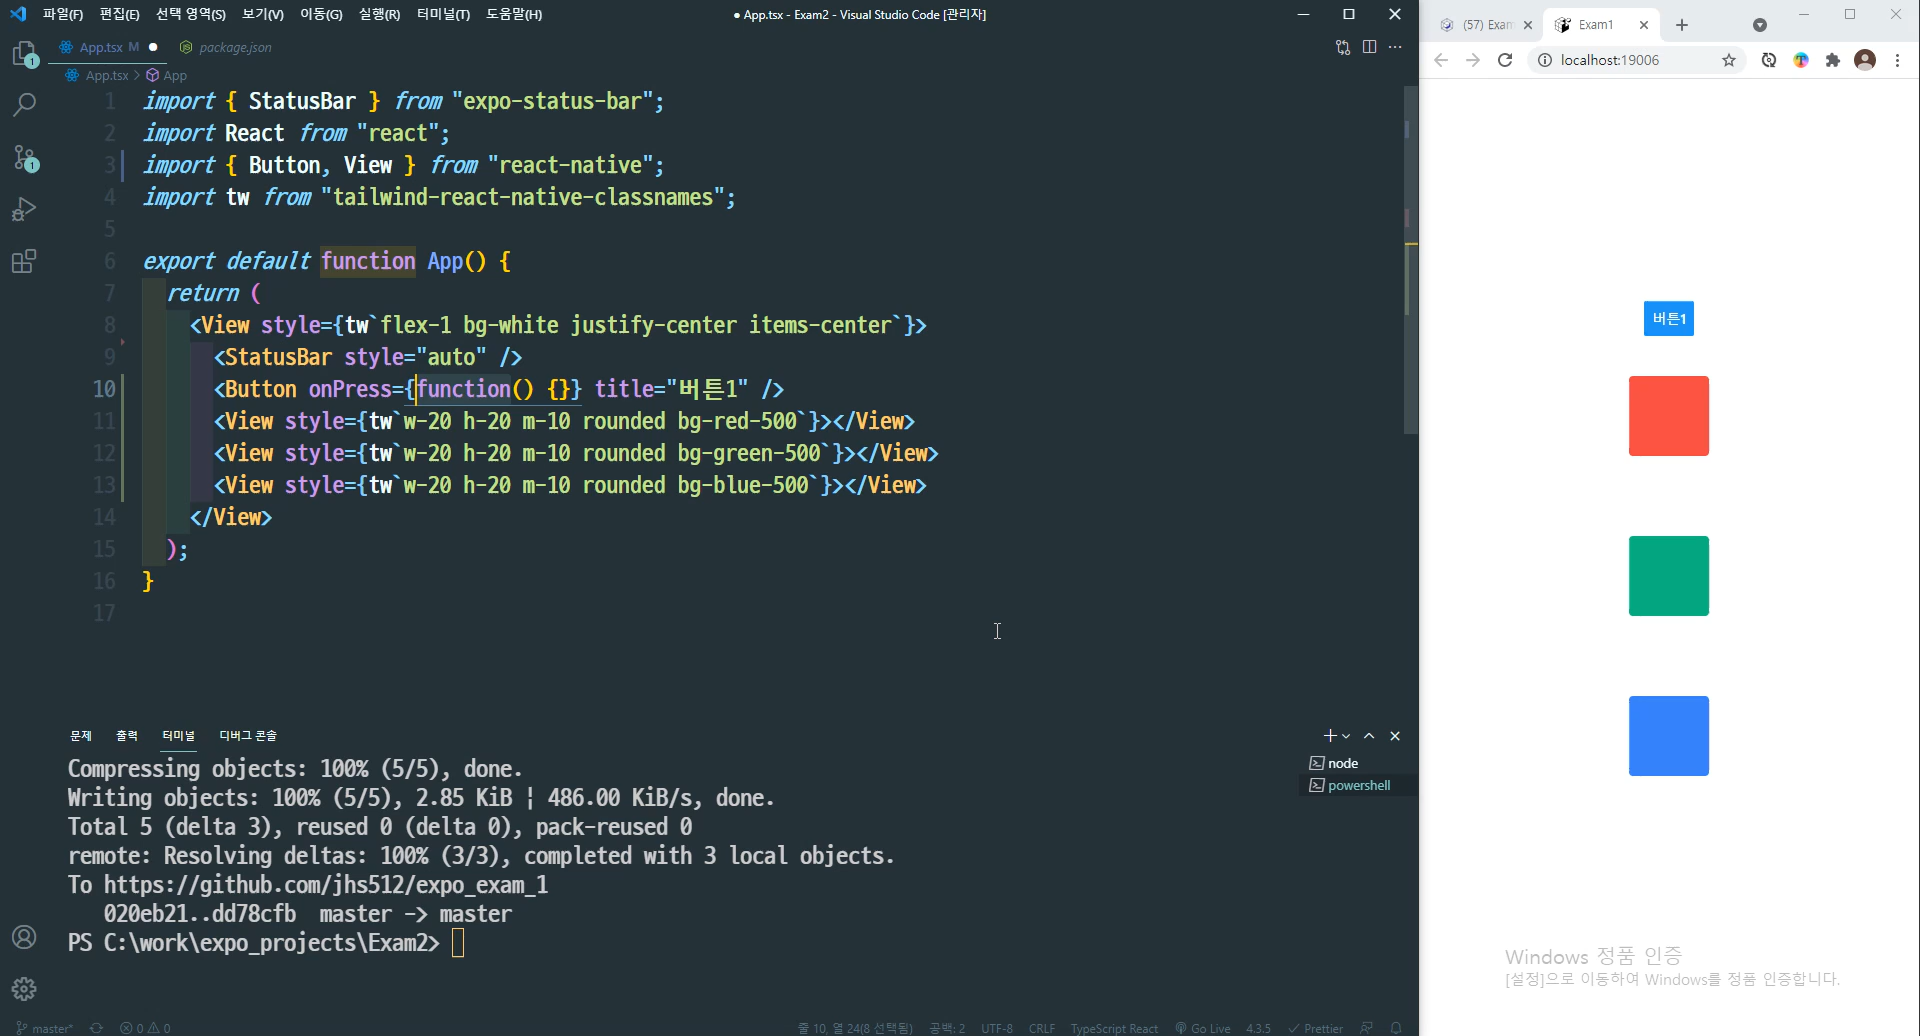 파일(F) 편집(E) 선택 영역(S) 보기(V) 이동(G) 실행(R) 터미널(T) 도움말(H)
● App.tsx - Exam2 - Visual Studio Code [관리자]
App.tsx M ● package.json
App.tsx > App
1 import { StatusBar } from "expo-status-bar";
2 import React from "react";
3 import { Button, View } from "react-native";
4 import tw from "tailwind-react-native-classnames";
5
6 export default function App() {
7 return (
8 <View style={tw`flex-1 bg-white justify-center items-center`}>
9 <StatusBar style="auto" />
10 <Button onPress={function() {}} title="버튼1" />
11 <View style={tw`w-20 h-20 m-10 rounded bg-red-500`}></View>
12 <View style={tw`w-20 h-20 m-10 rounded bg-green-500`}></View>
13 <View style={tw`w-20 h-20 m-10 rounded bg-blue-500`}></View>
14 </View>
15 );
16 }
17
문제 출력 터미널 디버그 콘솔
Compressing objects: 100% (5/5), done.
Writing objects: 100% (5/5), 2.85 KiB ¦ 486.00 KiB/s, done.
Total 5 (delta 3), reused 0 (delta 0), pack-reused 0
remote: Resolving deltas: 100% (3/3), completed with 3 local objects.
To https://github.com/jhs512/expo_exam_1
020eb21..dd78cfb master -> master
PS C:\work\expo_projects\Exam2>
node
powershell
1
1
master* 0 0
줄 10, 열 24(8 선택됨) 공백: 2 UTF-8 CRLF TypeScript React Go Live 4.3.5 Prettier
(57) Exam
Exam1
localhost:19006
버튼1
Windows 정품 인증
[설정]으로 이동하여 Windows를 정품 인증합니다.